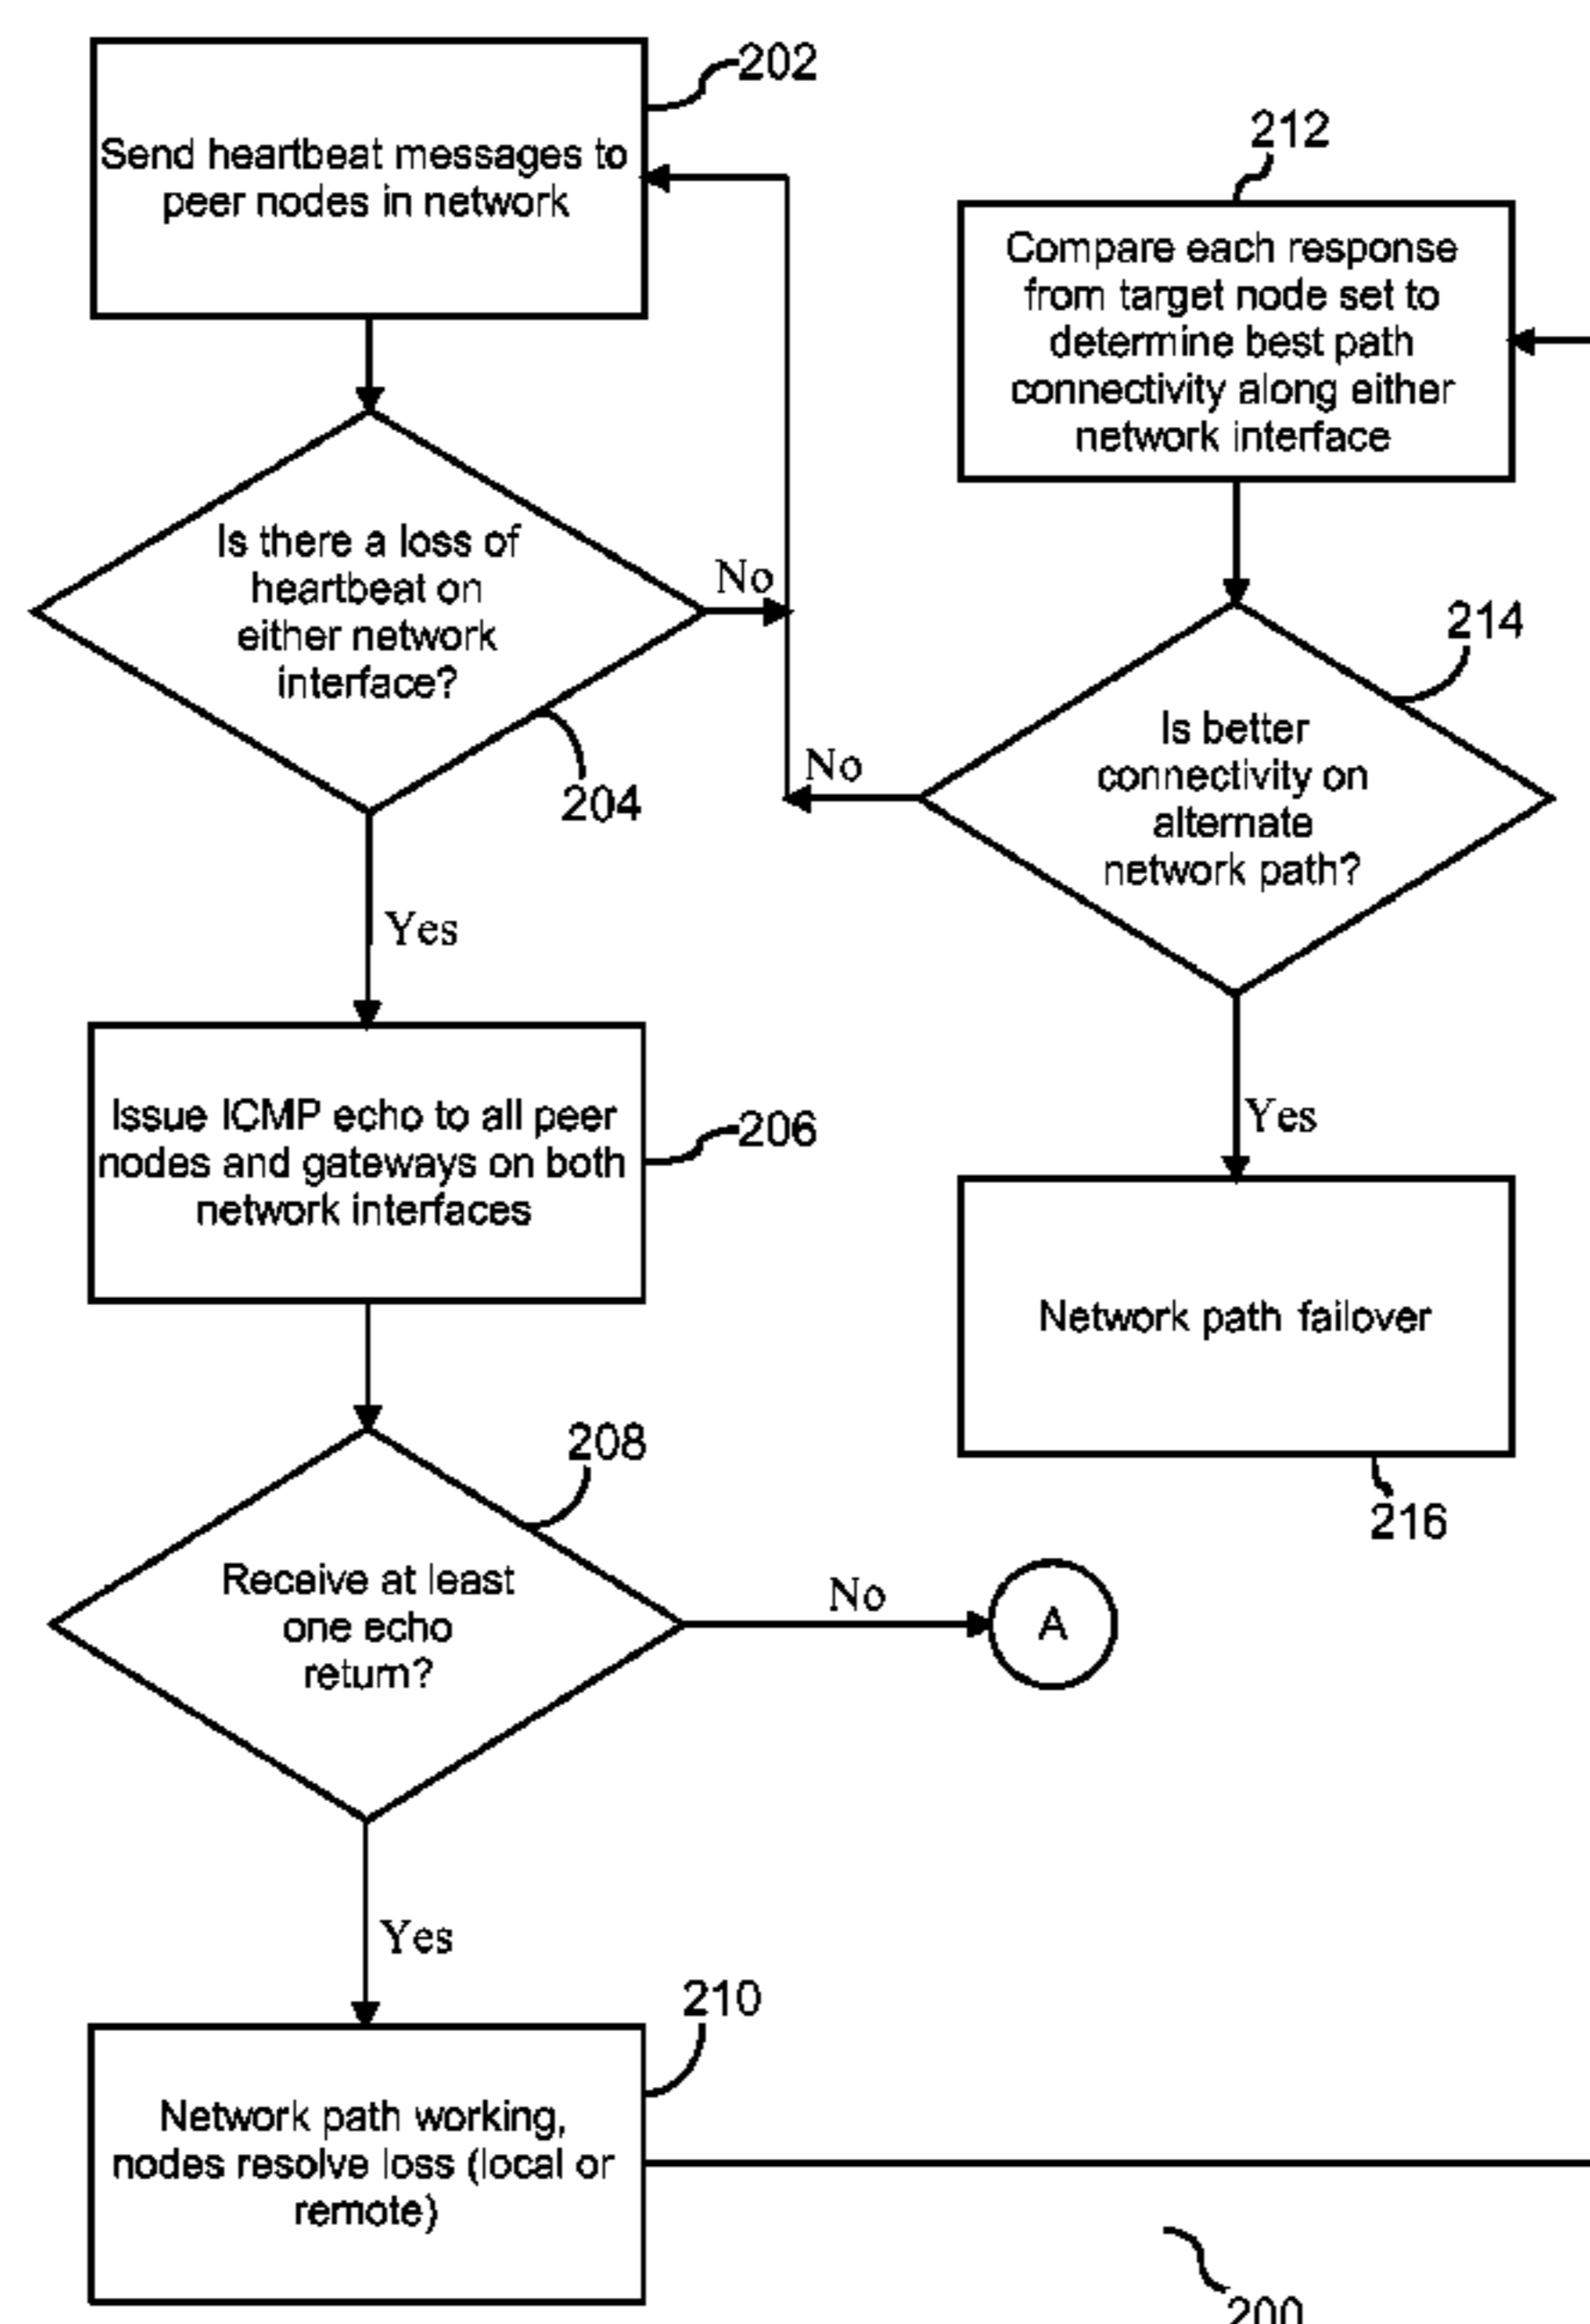 202
Send heartbeat messages to
peer nodes in network
Is there a loss of
heartbeat on
either network
interface?
No
204
Yes
Issue ICMP echo to all peer
nodes and gateways on both
network interfaces
206
208
Receive at least
one echo
return?
No
A
Yes
210
Network path working,
nodes resolve loss (local or
remote)
212
Compare each response
from target node set to
determine best path
connectivity along either
network interface
214
Is better
connectivity on
alternate
network path?
No
Yes
Network path failover
216
200